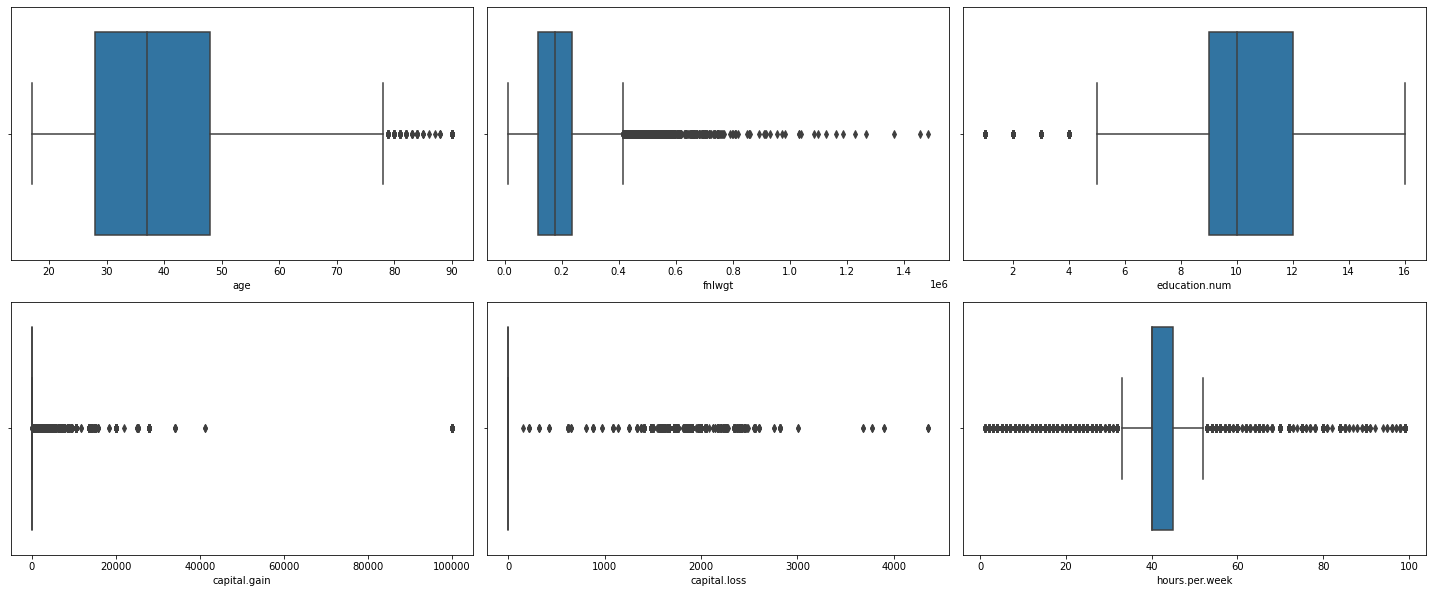 20 30 40 50 60 70 80 90
age
0.0 0.2 0.4 0.6 0.8 1.0 1.2 1.4
fnlwgt
1e6
2 4 6 8 10 12 14 16
education.num
0 20000 40000 60000 80000 100000
capital.gain
0 1000 2000 3000 4000
capital.loss
0 20 40 60 80 100
hours.per.week